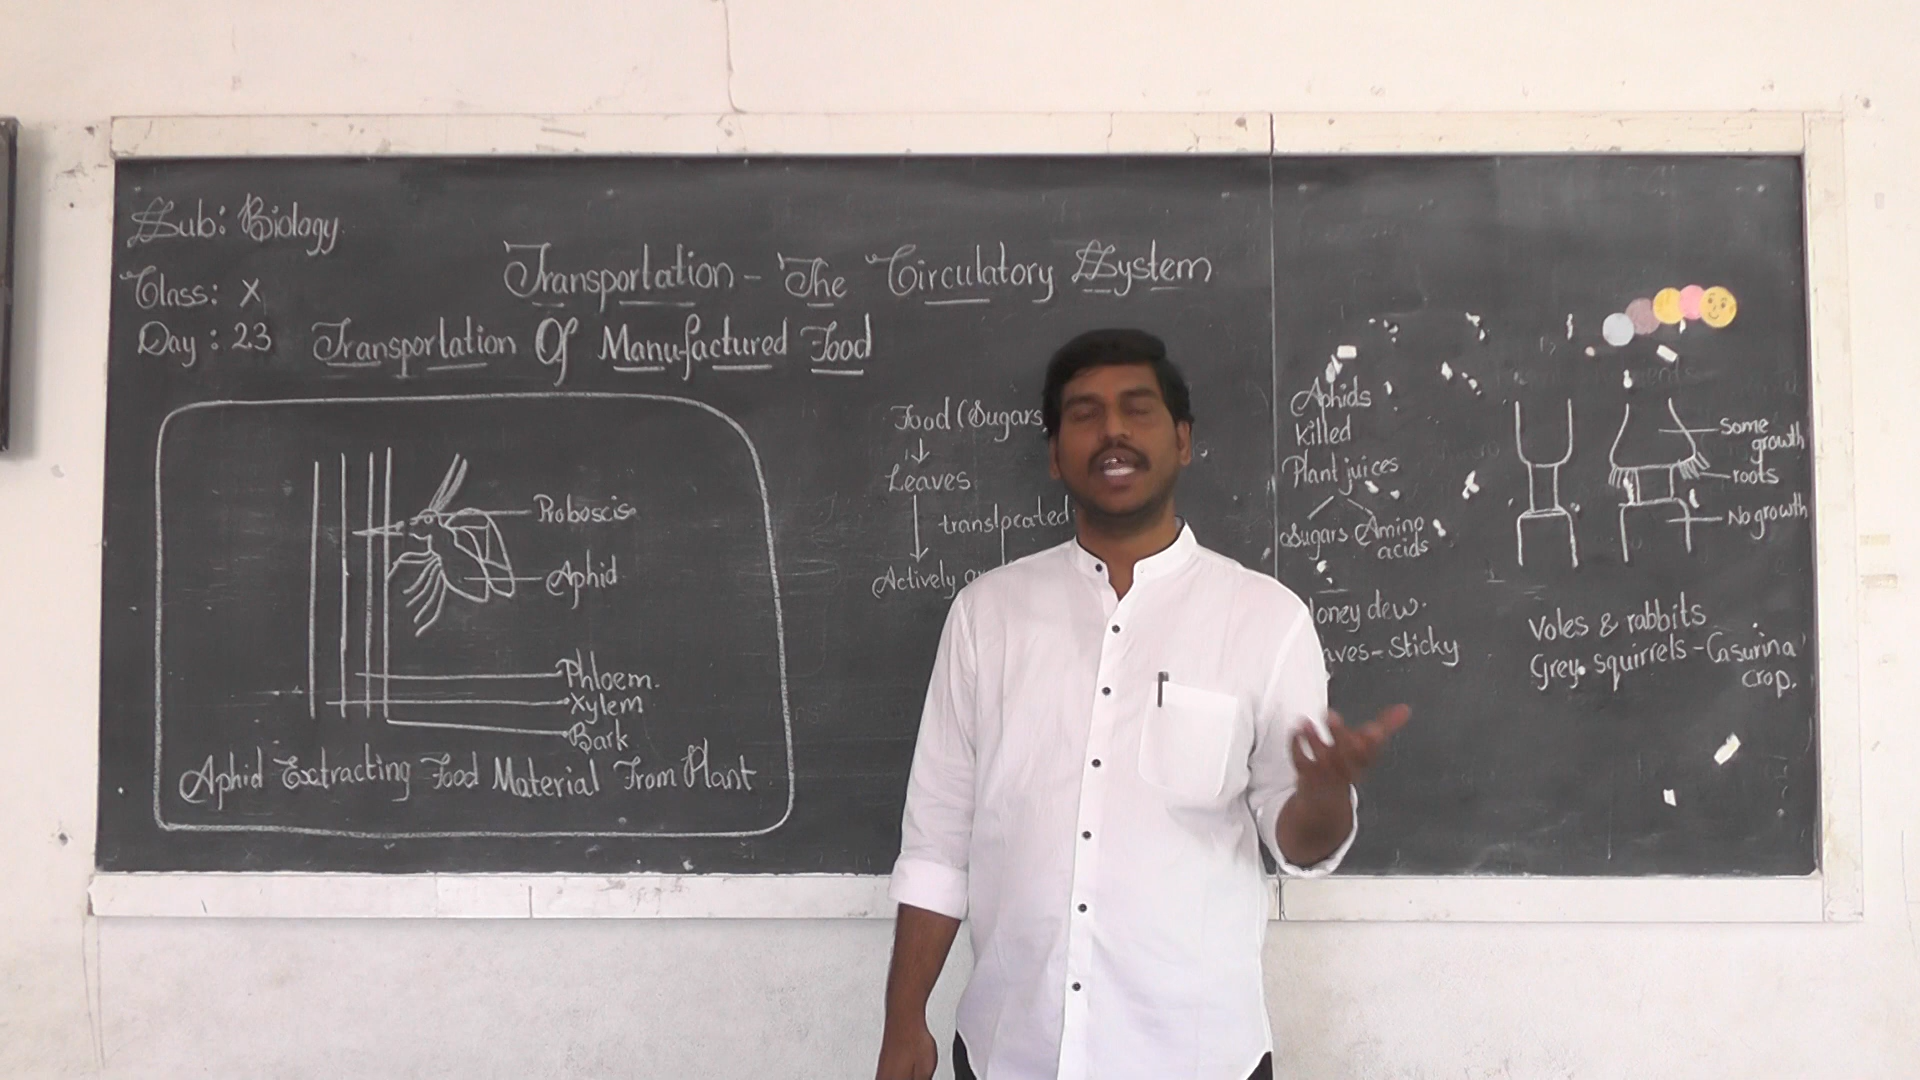 Sub: Biology
Class: X
Day: 23
Transportation - The Circulatory System
Transportation Of Manufactured Food
Proboscis
Aphid
Phloem.
Xylem
Bark
Aphid Extracting Food Material From Plant
Food (Sugars
↓
Leaves
↓ translocated
Actively
Aphids
Killed
Plant juices
Sugars Amino
acids
oney dew.
ves - Sticky
Some
growth
roots
No growth
Voles & rabbits
Grey squirrels - Casurina
crop.